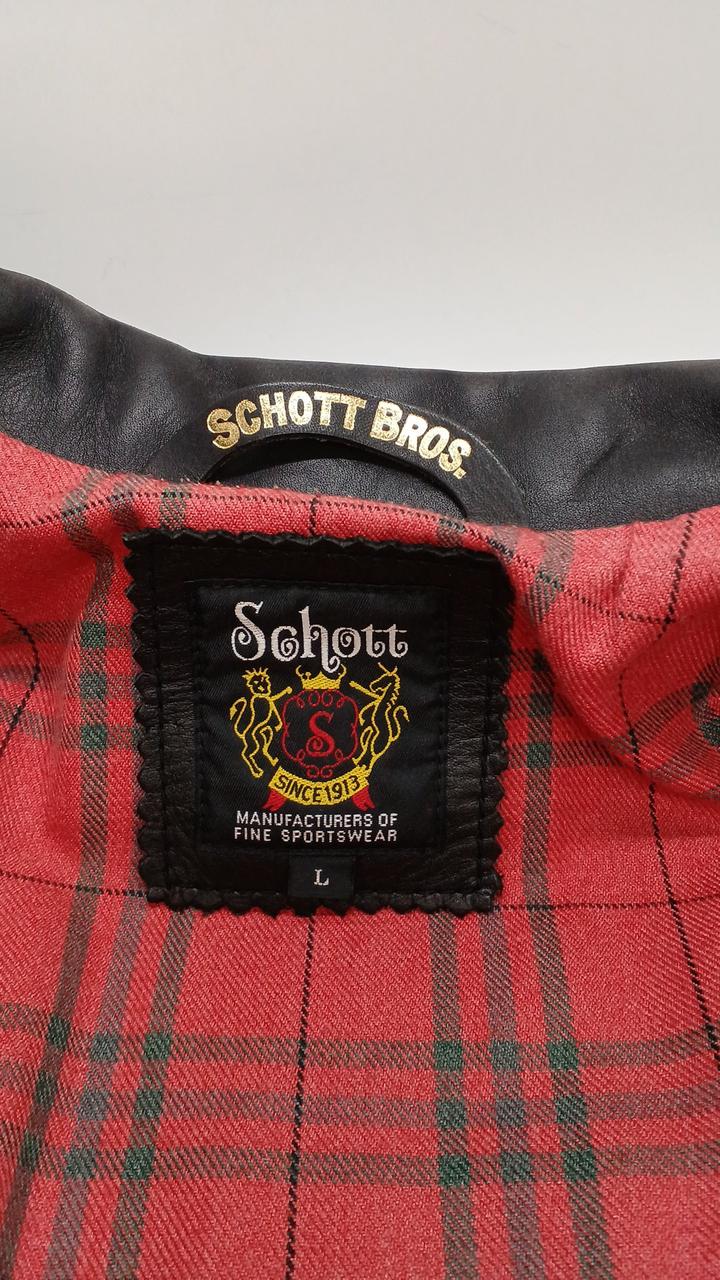 SCHOTT BROS.
Schott
S
SINCE 1913
MANUFACTURERS OF
FINE SPORTSWEAR
L